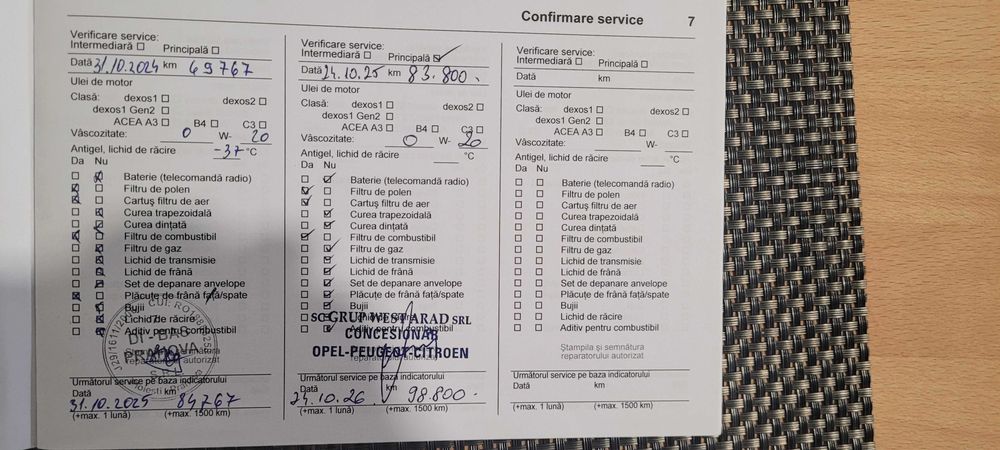 Confirmare service 7
Verificare service:
Intermediară ☐ Principală ☐
Dată 31.10.2024 km 69767
Ulei de motor
Clasă: dexos1 ☐ dexos2 ☐
dexos1 Gen2 ☐
ACEA A3 ☐ B4 ☐ C3 ☐
Vâscozitate: 0 W- 20
Antigel, lichid de răcire -37 °C
Da Nu
Baterie (telecomandă radio)
Filtru de polen
Cartuș filtru de aer
Curea trapezoidală
Curea dințată
Filtru de combustibil
Filtru de gaz
Lichid de transmisie
Lichid de frână
Set de depanare anvelope
Plăcuțe de frână față/spate
Bujii
Lichid de răcire
Aditiv pentru combustibil
DI-BAS
PRAHOVA
reparatorului autorizat
Următorul service pe baza indicatorului
Dată km
31.10.2025 84767
(+max. 1 lună) (+max. 1500 km)
Verificare service:
Intermediară ☐ Principală ☑
Dată 24.10.25 km 83.800.
Ulei de motor
Clasă: dexos1 ☐ dexos2 ☐
dexos1 Gen2 ☐
ACEA A3 ☐ B4 ☐ C3 ☐
Vâscozitate: 0 W- 20
Antigel, lichid de răcire °C
Da Nu
Baterie (telecomandă radio)
Filtru de polen
Cartuș filtru de aer
Curea trapezoidală
Curea dințată
Filtru de combustibil
Filtru de gaz
Lichid de transmisie
Lichid de frână
Set de depanare anvelope
Plăcuțe de frână față/spate
Bujii
SC GRUP WEST ARAD SRL
Aditiv pentru combustibil
CONCESIONAR
OPEL-PEUGEOT-CITROEN
reparatorului autorizat
Următorul service pe baza indicatorului
Dată km
24.10.26 98.800.
(+max. 1 lună) (+max. 1500 km)
Verificare service:
Intermediară ☐ Principală ☐
Dată km
Ulei de motor
Clasă: dexos1 ☐ dexos2 ☐
dexos1 Gen2 ☐
ACEA A3 ☐ B4 ☐ C3 ☐
Vâscozitate: W-
Antigel, lichid de răcire °C
Da Nu
Baterie (telecomandă radio)
Filtru de polen
Cartuș filtru de aer
Curea trapezoidală
Curea dințată
Filtru de combustibil
Filtru de gaz
Lichid de transmisie
Lichid de frână
Set de depanare anvelope
Plăcuțe de frână față/spate
Bujii
Lichid de răcire
Aditiv pentru combustibil
Ștampila și semnătura
reparatorului autorizat
Următorul service pe baza indicatorului
Dată km
(+max. 1 lună) (+max. 1500 km)